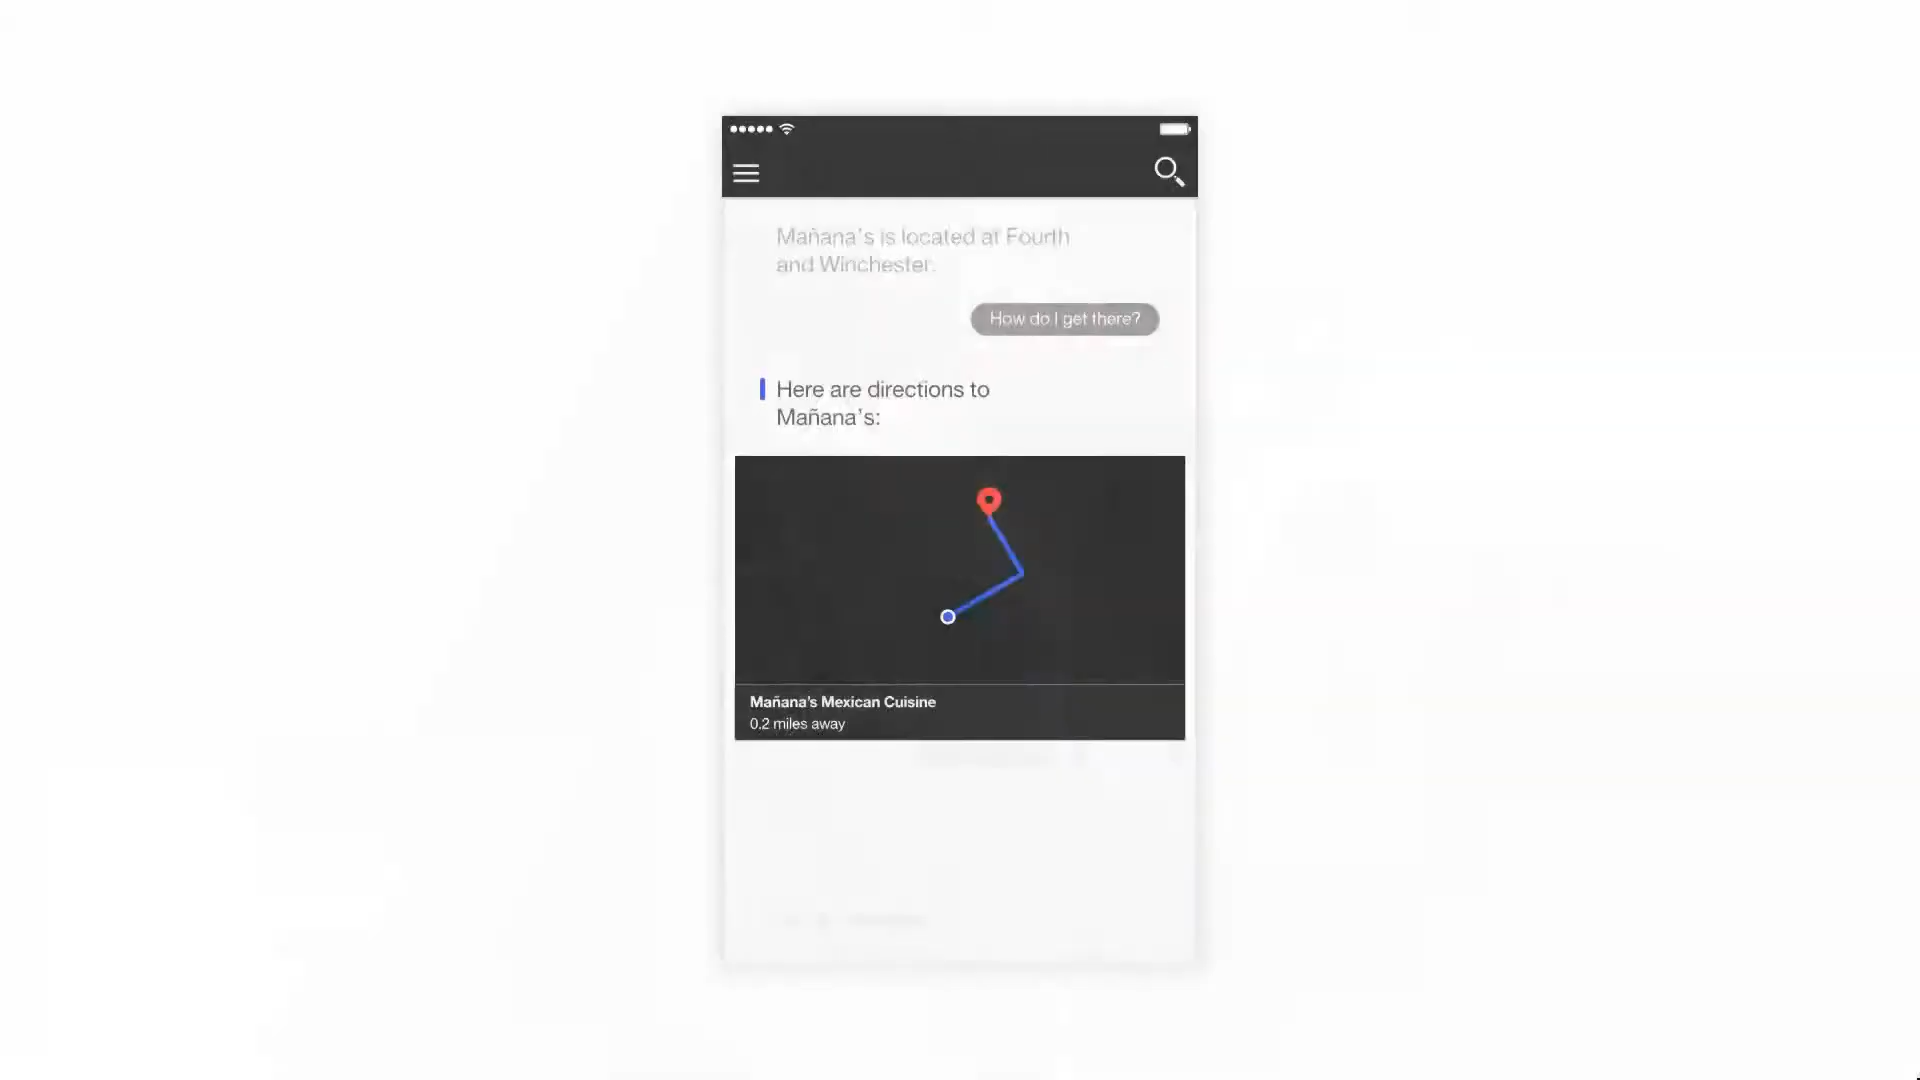 Mañana's is located at Fourth
and Winchester.
How do I get there?
Here are directions to
Mañana's:
Mañana's Mexican Cuisine
0.2 miles away